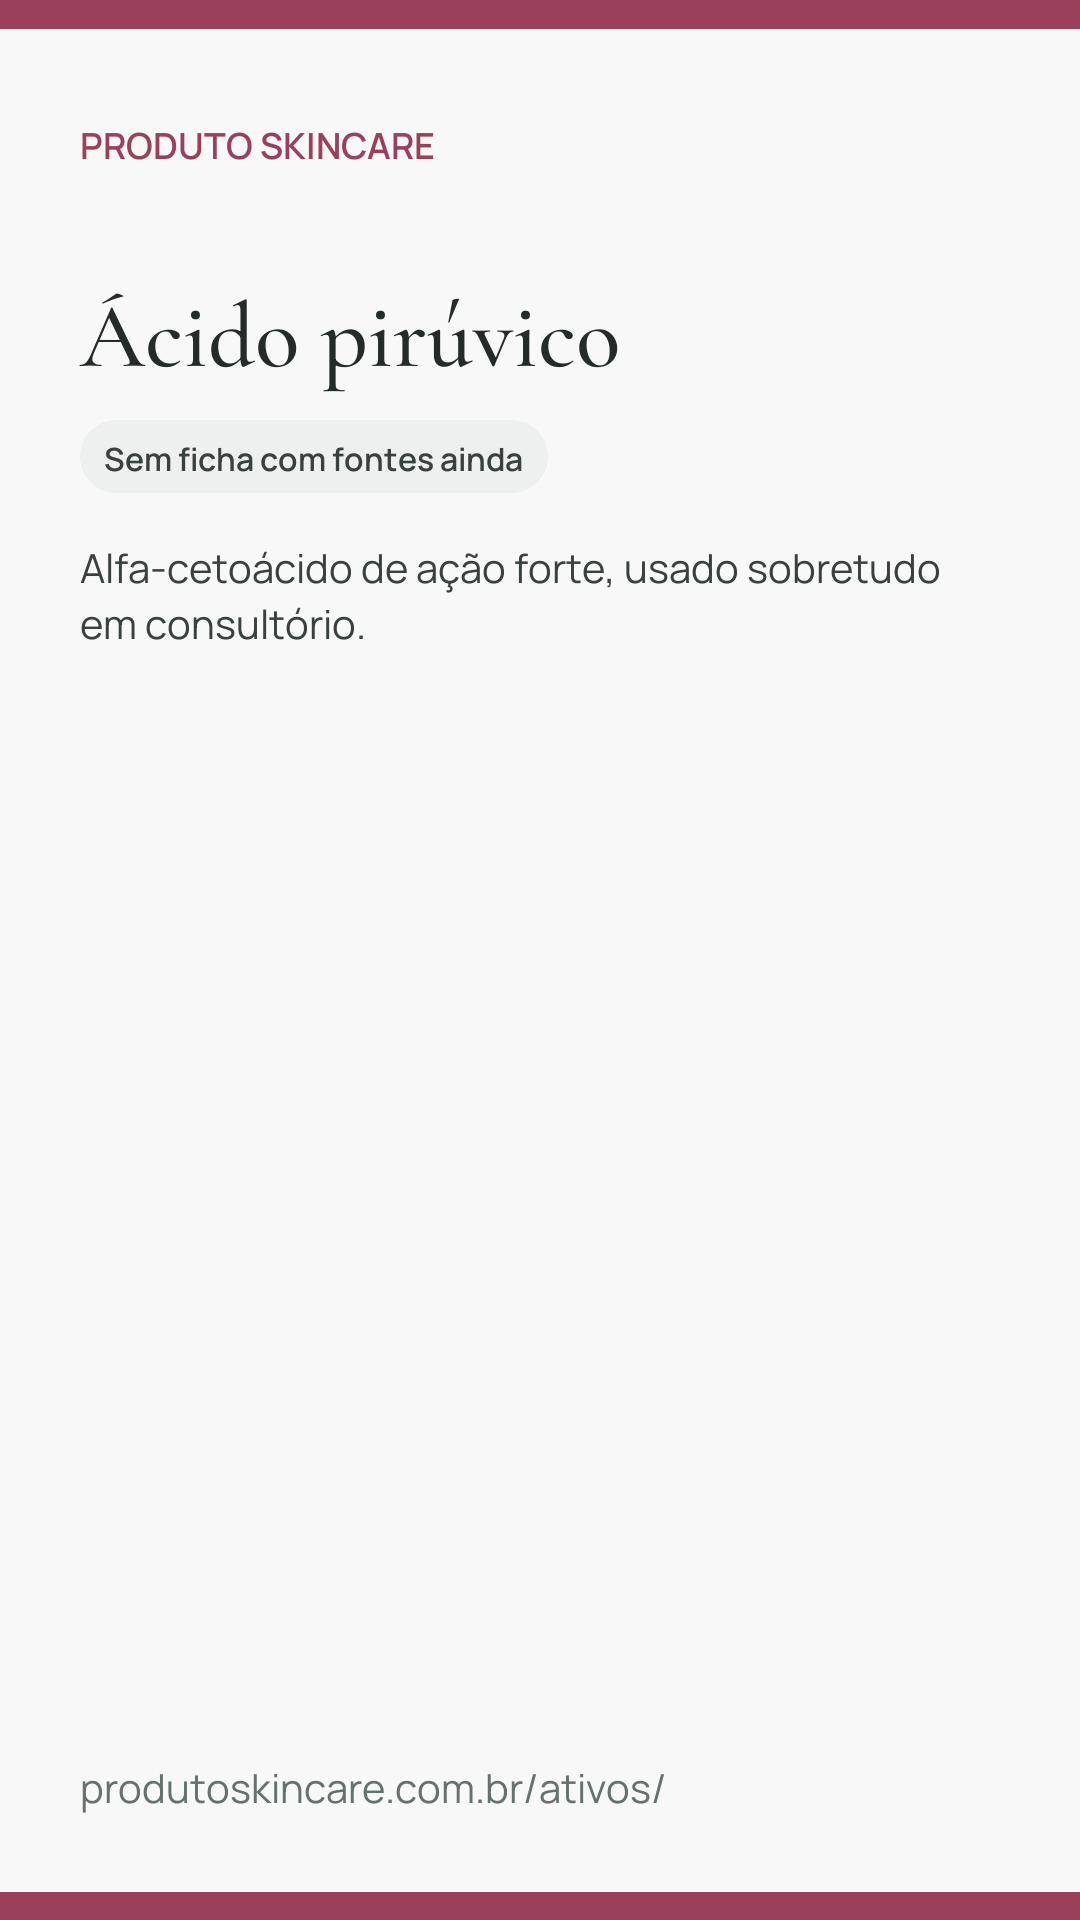 PRODUTO SKINCARE
Ácido pirúvico
Sem ficha com fontes ainda
Alfa-cetoácido de ação forte, usado sobretudo
em consultório.
produtoskincare.com.br/ativos/